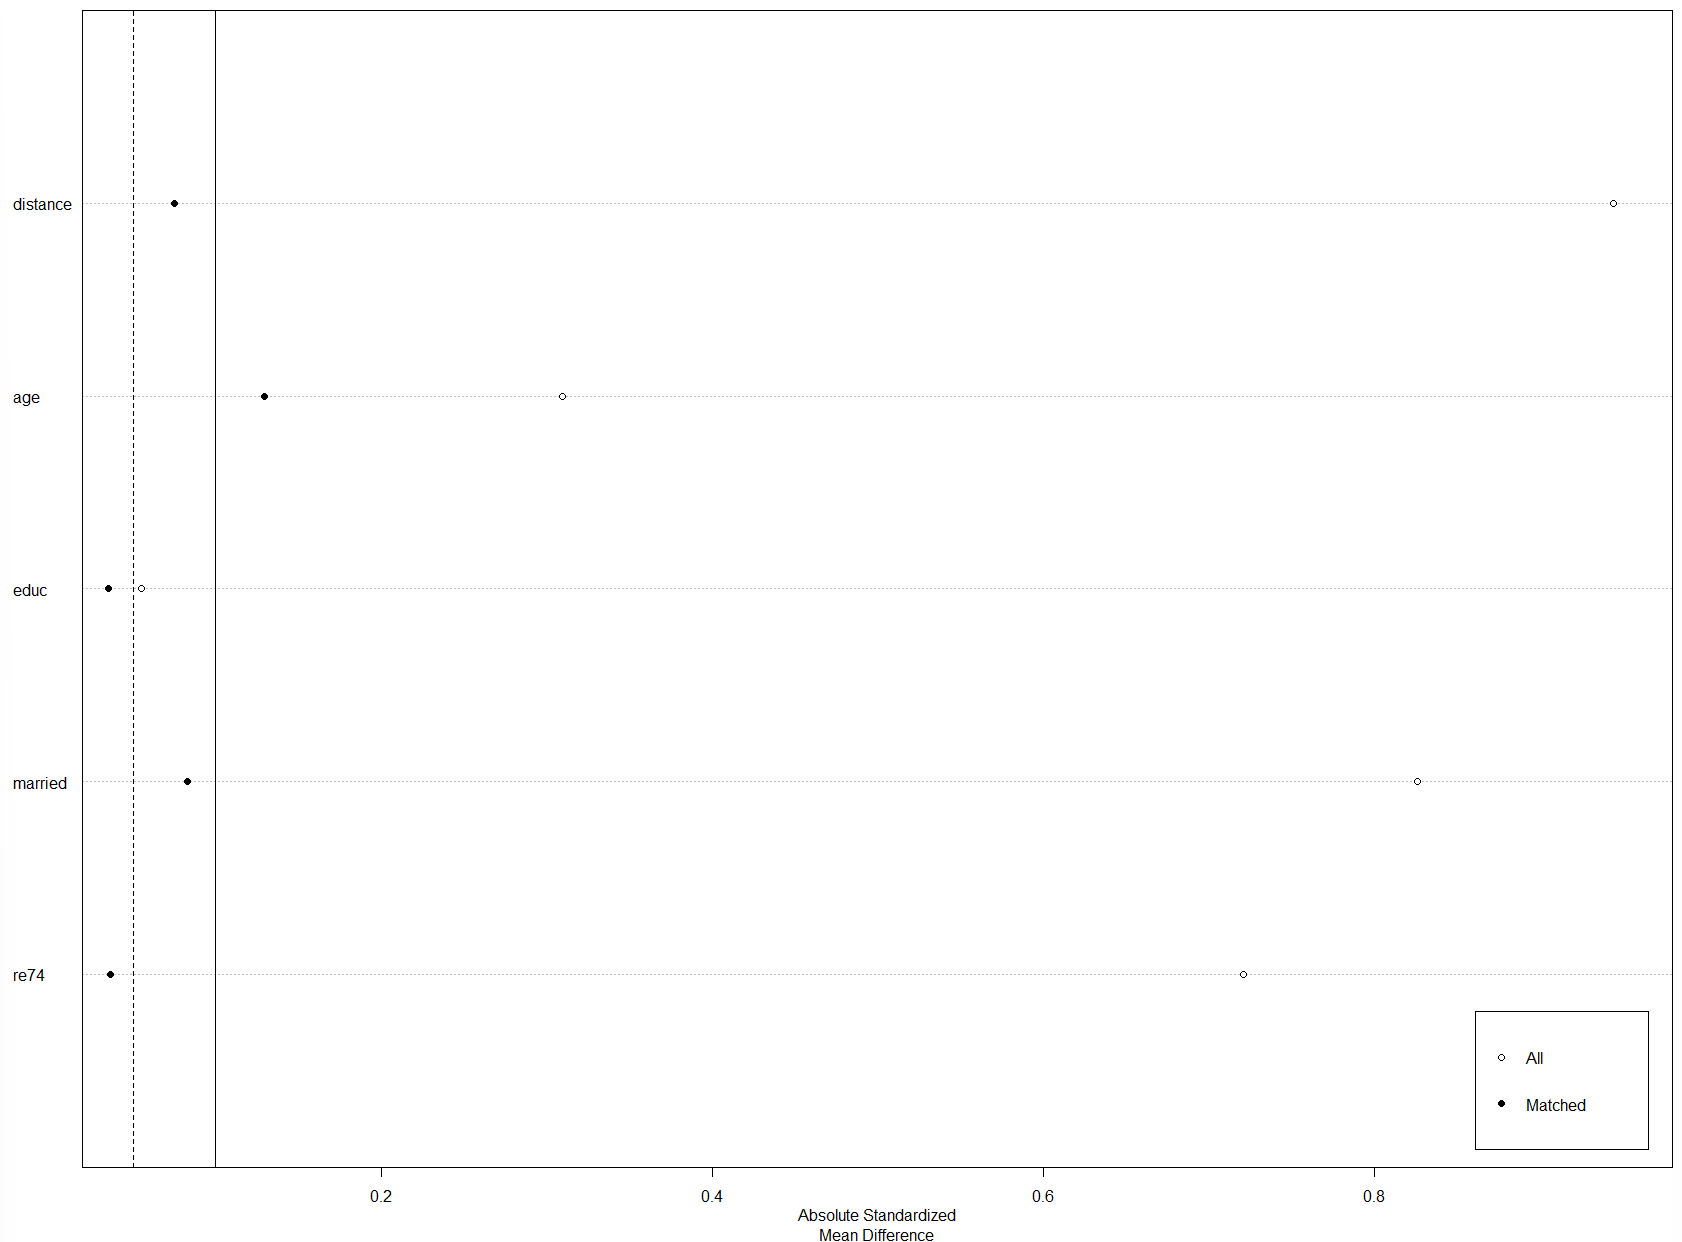 distance
age
educ
married
re74
All
Matched
0.2
0.4
0.6
0.8
Absolute Standardized
Mean Difference